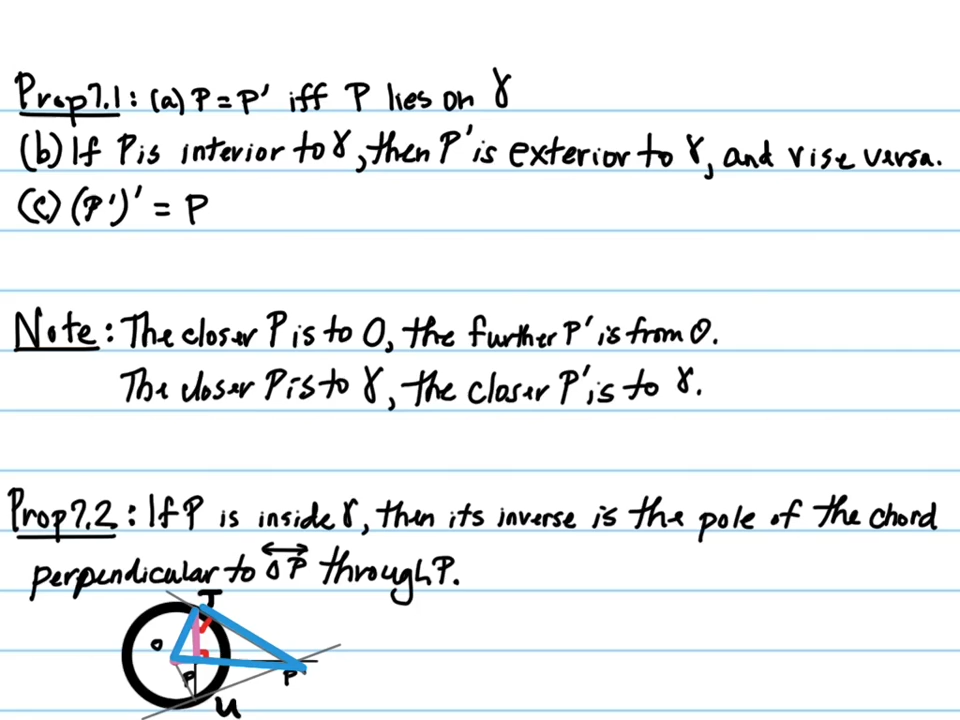 Prop 7.1: (a) P = P' iff P lies on γ
(b) If P is interior to γ, then P' is exterior to γ, and vise versa.
(c) (P')' = P
Note: The closer P is to O, the further P' is from O.
The closer P is to γ, the closer P' is to γ.
Prop 7.2: If P is inside γ, then its inverse is the pole of the chord
perpendicular to OP through P.
T
O
P
P
U